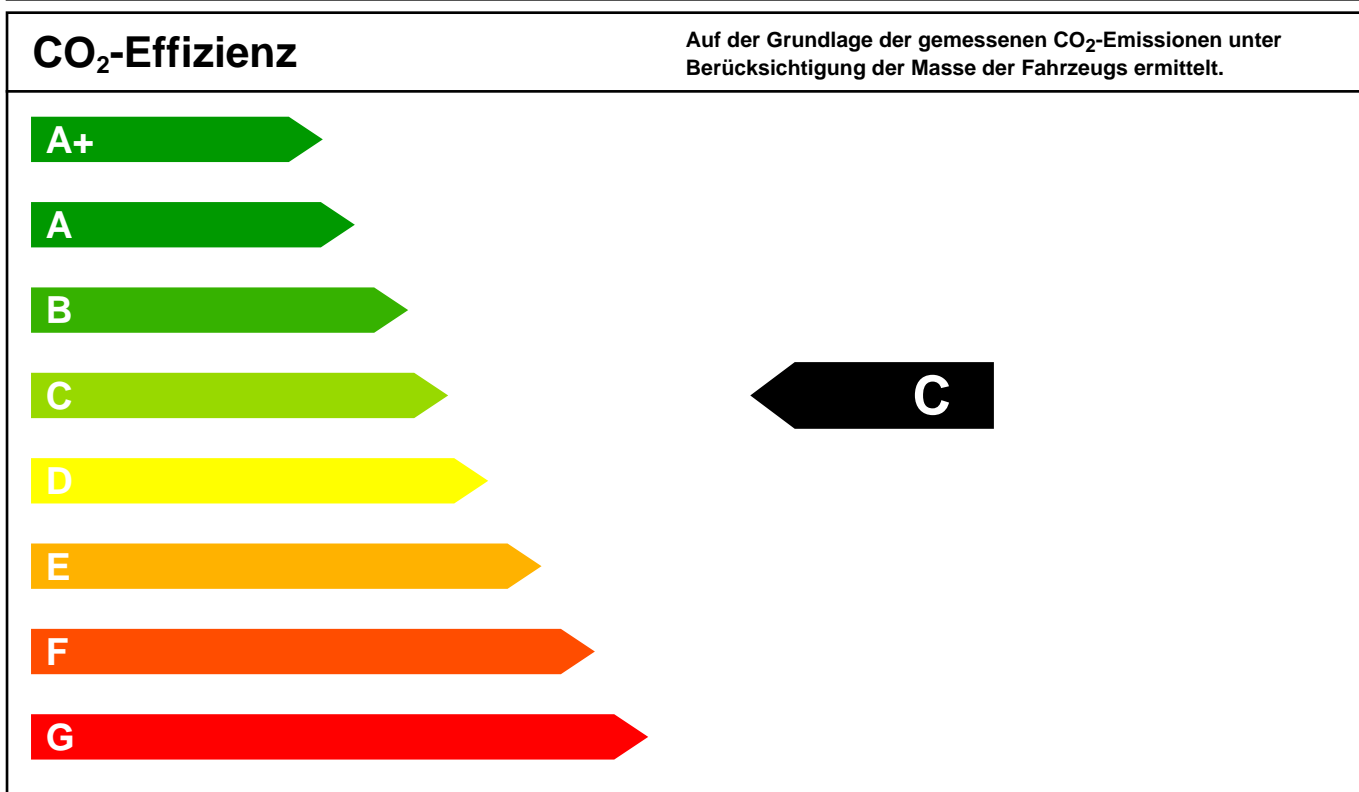 CO₂-Effizienz
Auf der Grundlage der gemessenen CO₂-Emissionen unter
Berücksichtigung der Masse der Fahrzeugs ermittelt.
A+
A
B
C
C
D
E
F
G